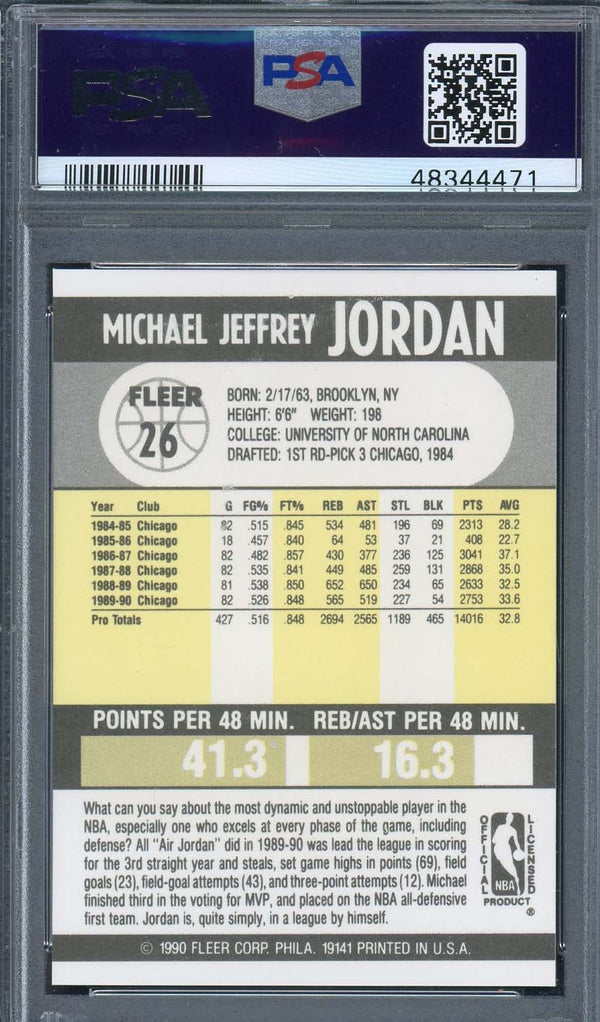 PSA
PSA
48344471
MICHAEL JEFFREY JORDAN
FLEER
26
BORN: 2/17/63, BROOKLYN, NY
HEIGHT: 6'6" WEIGHT: 198
COLLEGE: UNIVERSITY OF NORTH CAROLINA
DRAFTED: 1ST RD-PICK 3 CHICAGO, 1984
Year Club G FG% FT% REB AST STL BLK PTS AVG
1984-85 Chicago 82 .515 .845 534 481 196 69 2313 28.2
1985-86 Chicago 18 .457 .840 64 53 37 21 408 22.7
1986-87 Chicago 82 .482 .857 430 377 236 125 3041 37.1
1987-88 Chicago 82 .535 .841 449 485 259 131 2868 35.0
1988-89 Chicago 81 .538 .850 652 650 234 65 2633 32.5
1989-90 Chicago 82 .526 .848 565 519 227 54 2753 33.6
Pro Totals 427 .516 .848 2694 2565 1189 465 14016 32.8
POINTS PER 48 MIN. REB/AST PER 48 MIN.
41.3 16.3
What can you say about the most dynamic and unstoppable player in the
NBA, especially one who excels at every phase of the game, including
defense? All "Air Jordan" did in 1989-90 was lead the league in scoring
for the 3rd straight year and steals, set game highs in points (69), field
goals (23), field-goal attempts (43), and three-point attempts (12). Michael
finished third in the voting for MVP, and placed on the NBA all-defensive
first team. Jordan is, quite simply, in a league by himself.
OFFICIAL
NBA
LICENSED
PRODUCT ®
© 1990 FLEER CORP. PHILA. 19141 PRINTED IN U.S.A.